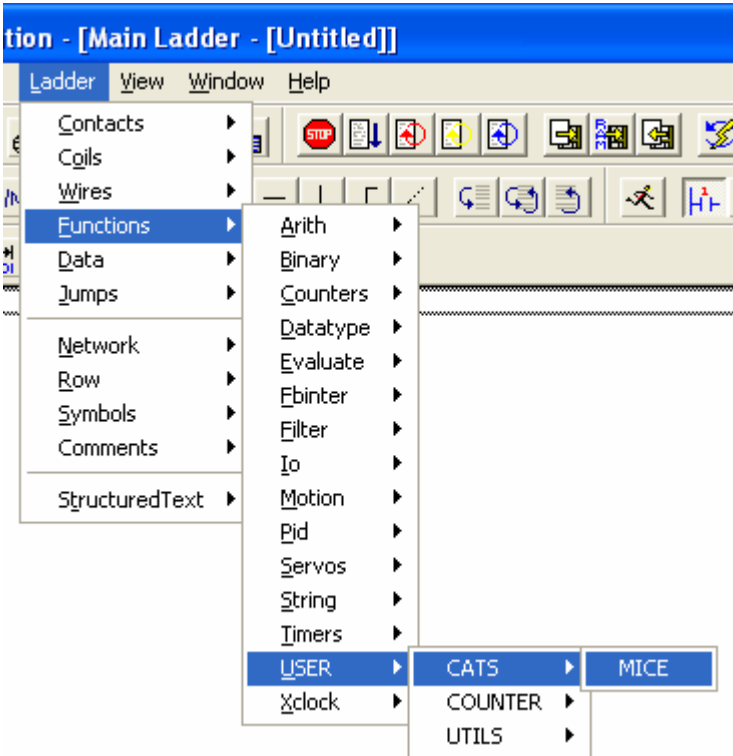 tion - [Main Ladder - [Untitled]]
Ladder View Window Help
Contacts
Coils
Wires
Functions
Data
Jumps
Network
Row
Symbols
Comments
StructuredText
STOP
RAM
Arith
Binary
Counters
Datatype
Evaluate
Fbinter
Filter
Io
Motion
Pid
Servos
String
Timers
USER
Xclock
CATS
COUNTER
UTILS
MICE